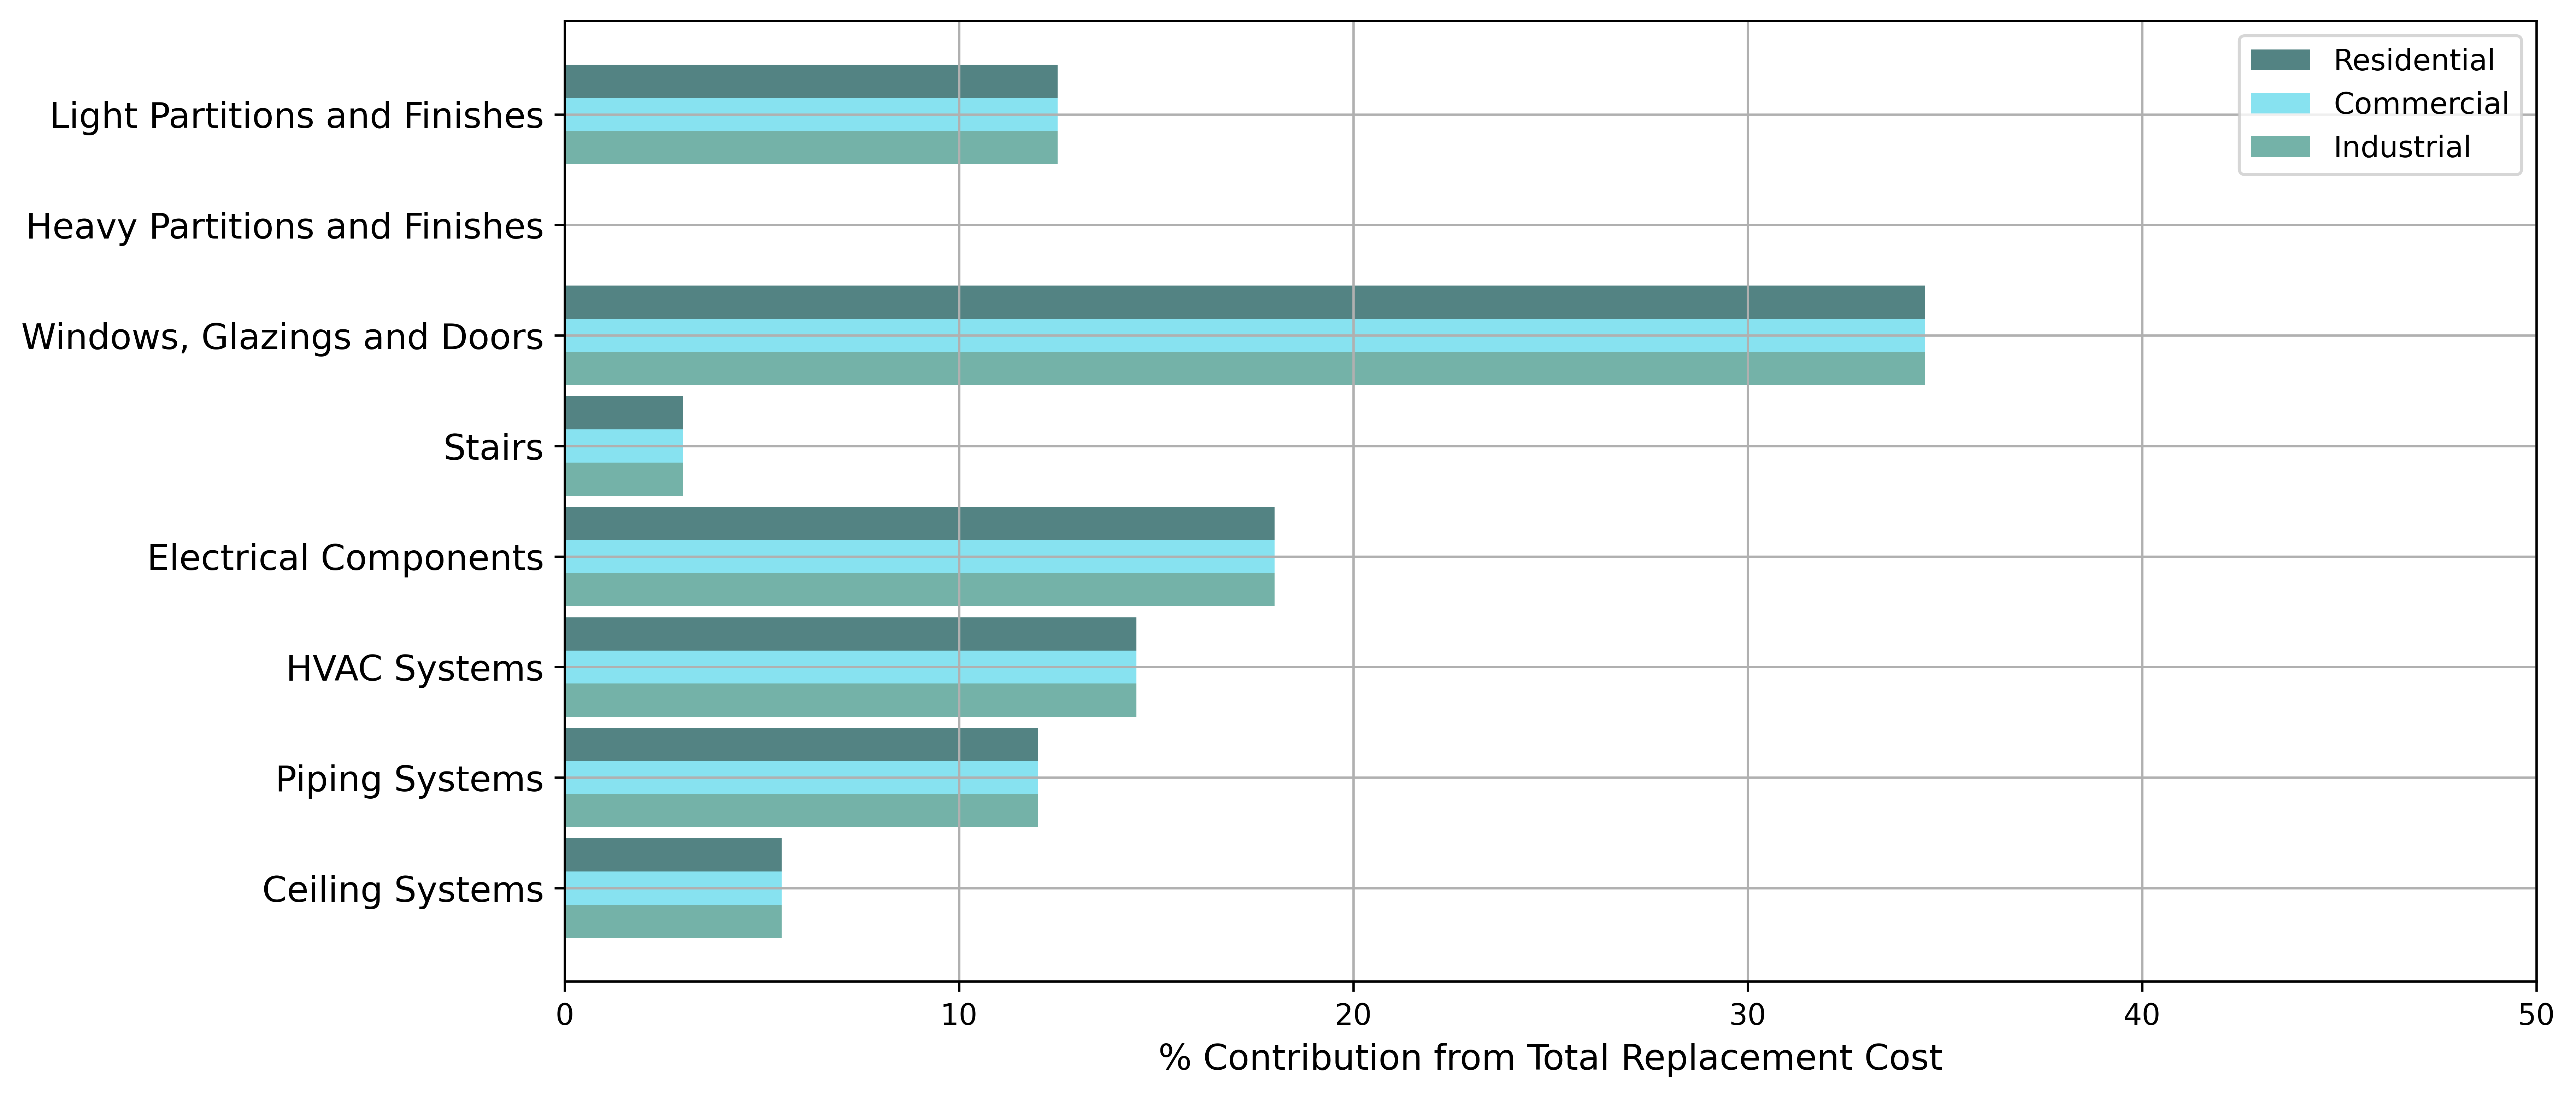 Residential
Commercial
Industrial
Light Partitions and Finishes
Heavy Partitions and Finishes
Windows, Glazings and Doors
Stairs
Electrical Components
HVAC Systems
Piping Systems
Ceiling Systems
0 10 20 30 40 50
% Contribution from Total Replacement Cost